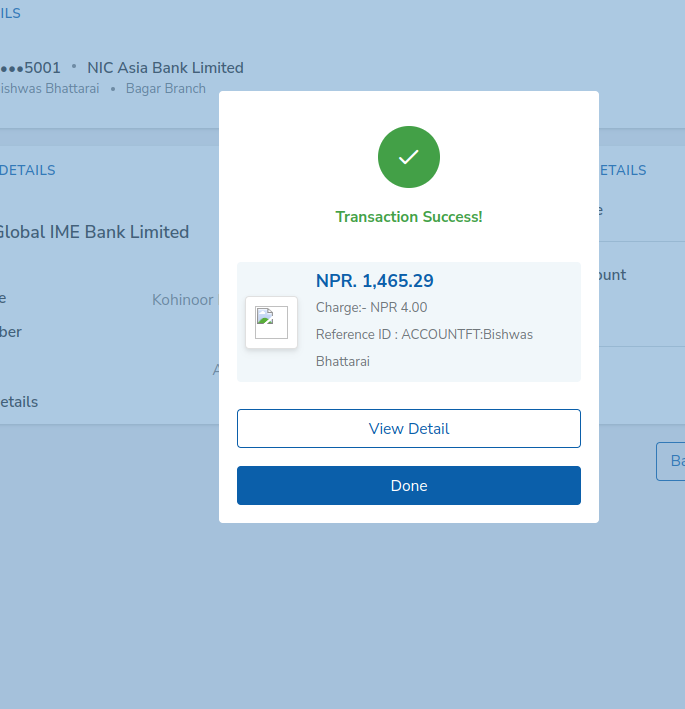 ILS
5001 • NIC Asia Bank Limited
ishwas Bhattarai • Bagar Branch
DETAILS
ETAILS
Transaction Success!
e
Global IME Bank Limited
NPR. 1,465.29
ount
e
Kohinoor
Charge:- NPR 4.00
ber
Reference ID : ACCOUNTFT:Bishwas
Bhattarai
A
etails
View Detail
Ba
Done